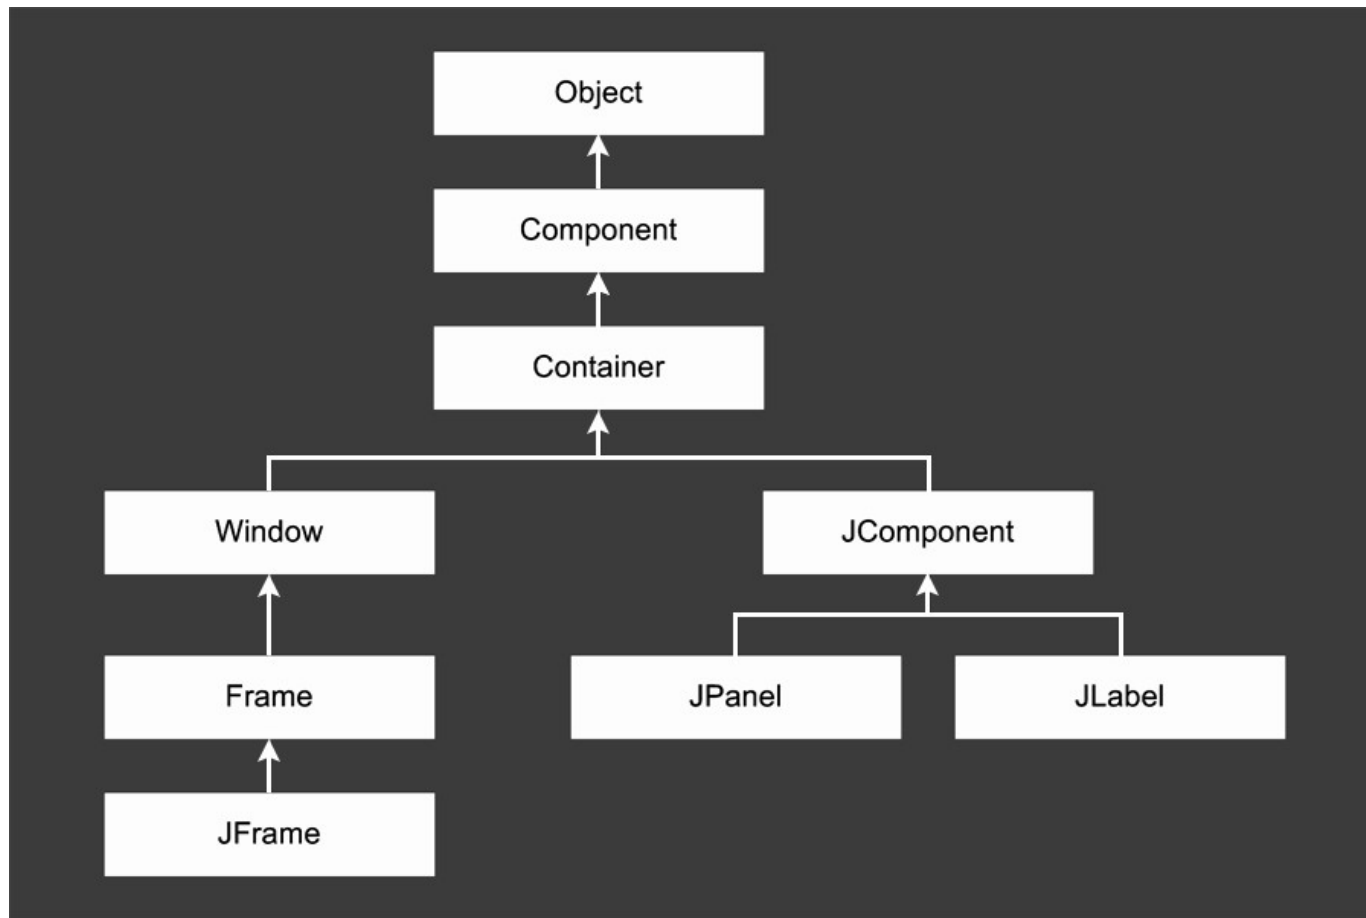 Object
Component
Container
Window
JComponent
Frame
JPanel
JLabel
JFrame